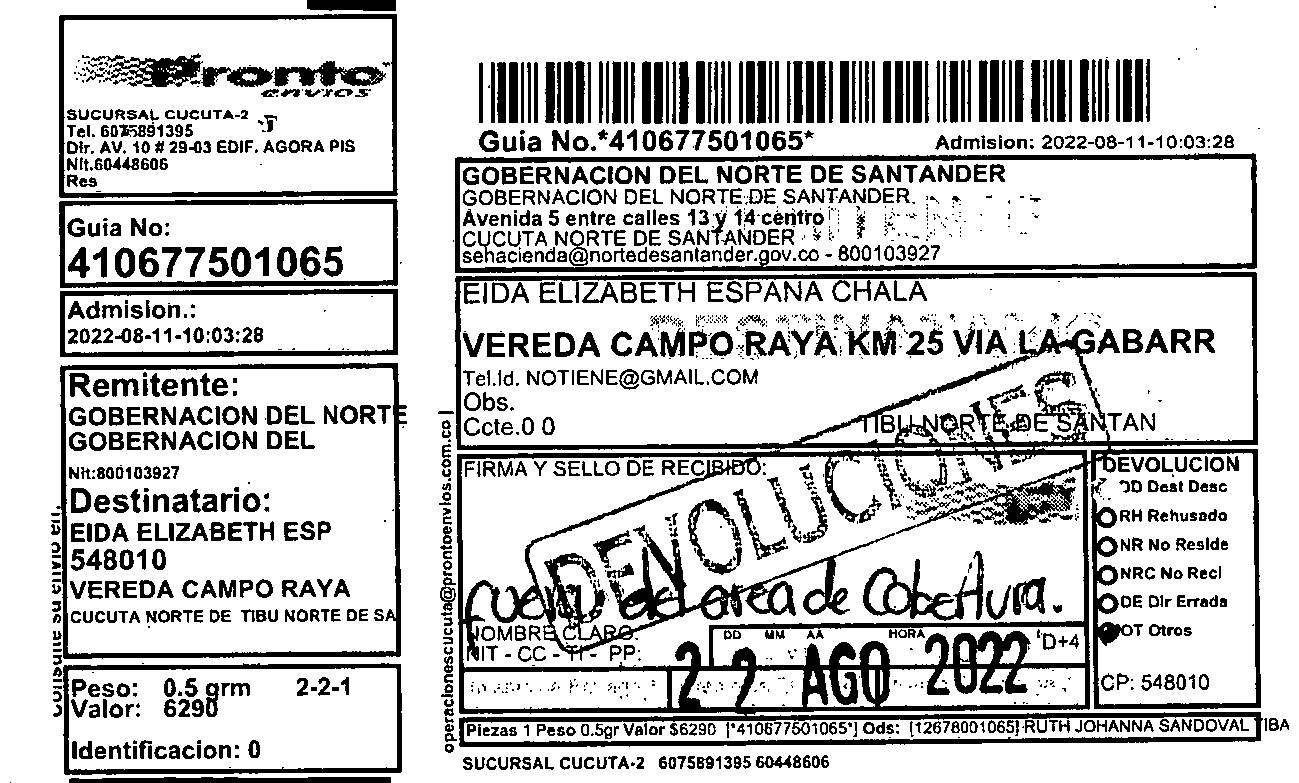 Pronto
envios
SUCURSAL CUCUTA-2
Tel. 6075891395
Dir. AV. 10 # 29-03 EDIF. AGORA PIS
Nit.60448606
Res
Guia No:
410677501065
Admision.:
2022-08-11-10:03:28
Remitente:
GOBERNACION DEL NORTE
GOBERNACION DEL
Nit:800103927
Destinatario:
EIDA ELIZABETH ESP
548010
VEREDA CAMPO RAYA
CUCUTA NORTE DE TIBU NORTE DE SA
Peso: 0.5 grm 2-2-1
Valor: 6290
Identificacion: 0
su envio en.
operacionescucuta@prontoenvios.com.co |
Guia No.*410677501065*
Admision: 2022-08-11-10:03:28
GOBERNACION DEL NORTE DE SANTANDER
GOBERNACION DEL NORTE DE SANTANDER.
Avenida 5 entre calles 13 y 14 centro
CUCUTA NORTE DE SANTANDER
sehacienda@nortedesantander.gov.co - 800103927
EIDA ELIZABETH ESPANA CHALA
VEREDA CAMPO RAYA KM 25 VIA LA GABARR
Tel.Id. NOTIENE@GMAIL.COM
Obs.
Ccte.0 0
TIBU NORTE DE SANTAN
FIRMA Y SELLO DE RECIBIDO:
DEVOLUCIONES
fuera del area de Cobertura.
NOMBRE CLARO:
NIT - CC - TI - PP:
DD MM AA HORA D+4
22 AGO 2022
DEVOLUCION
DD Dest Desc
RH Rehusado
NR No Reside
NRC No Recl
DE Dir Errada
OT Otros
CP: 548010
Piezas 1 Peso 0.5gr Valor $6290 [*410677501065*] Ods: [12678001065] RUTH JOHANNA SANDOVAL TIBA
SUCURSAL CUCUTA-2 6075891395 60448606